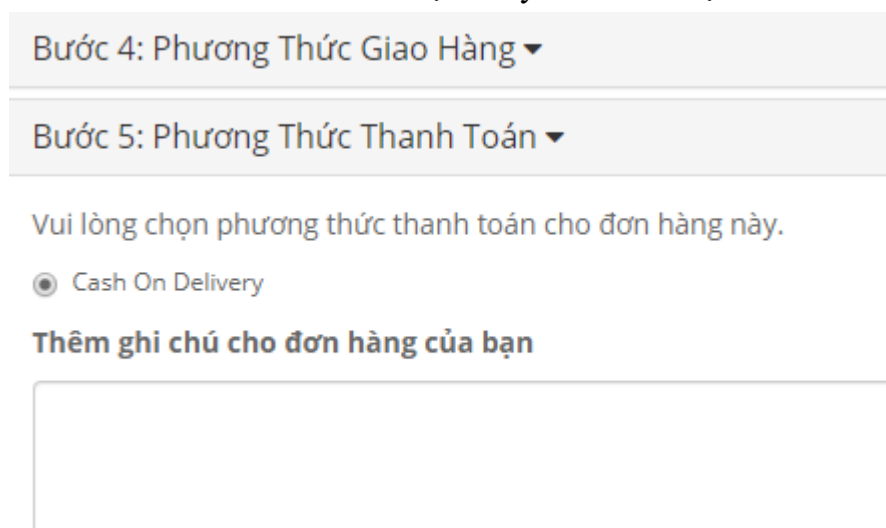 Bước 4: Phương Thức Giao Hàng
Bước 5: Phương Thức Thanh Toán
Vui lòng chọn phương thức thanh toán cho đơn hàng này.
Cash On Delivery
Thêm ghi chú cho đơn hàng của bạn